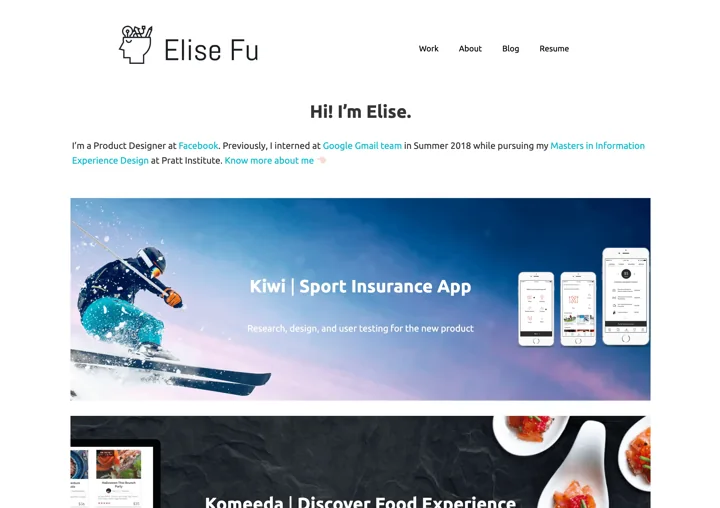 Elise Fu
Work
About
Blog
Resume
Hi! I’m Elise.
I’m a Product Designer at Facebook. Previously, I interned at Google Gmail team in Summer 2018 while pursuing my Masters in Information
Experience Design at Pratt Institute. Know more about me
Kiwi | Sport Insurance App
Research, design, and user testing for the new product
Komeeda | Discover Food Experience